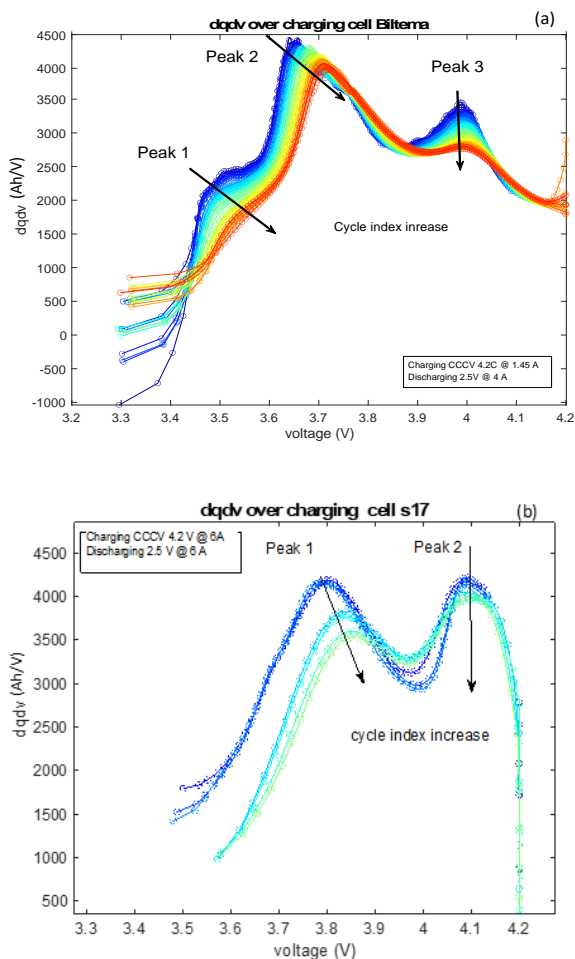 dqdv over charging cell Biltema
(a)
4500
4000
3500
3000
2500
2000
1500
1000
500
0
-500
-1000
dqdv (Ah/V)
Peak 1
Peak 2
Peak 3
Cycle index inrease
Charging CCCV 4.2C @ 1.45 A
Discharging 2.5V @ 4 A
3.2 3.3 3.4 3.5 3.6 3.7 3.8 3.9 4 4.1 4.2
voltage (V)
dqdv over charging cell s17
(b)
Charging CCCV 4.2 V @ 6A
Discharging 2.5 V @ 6 A
Peak 1
Peak 2
4500
4000
3500
3000
2500
2000
1500
1000
500
dqdv (Ah/V)
cycle index increase
3.3 3.4 3.5 3.6 3.7 3.8 3.9 4 4.1 4.2
voltage (V)